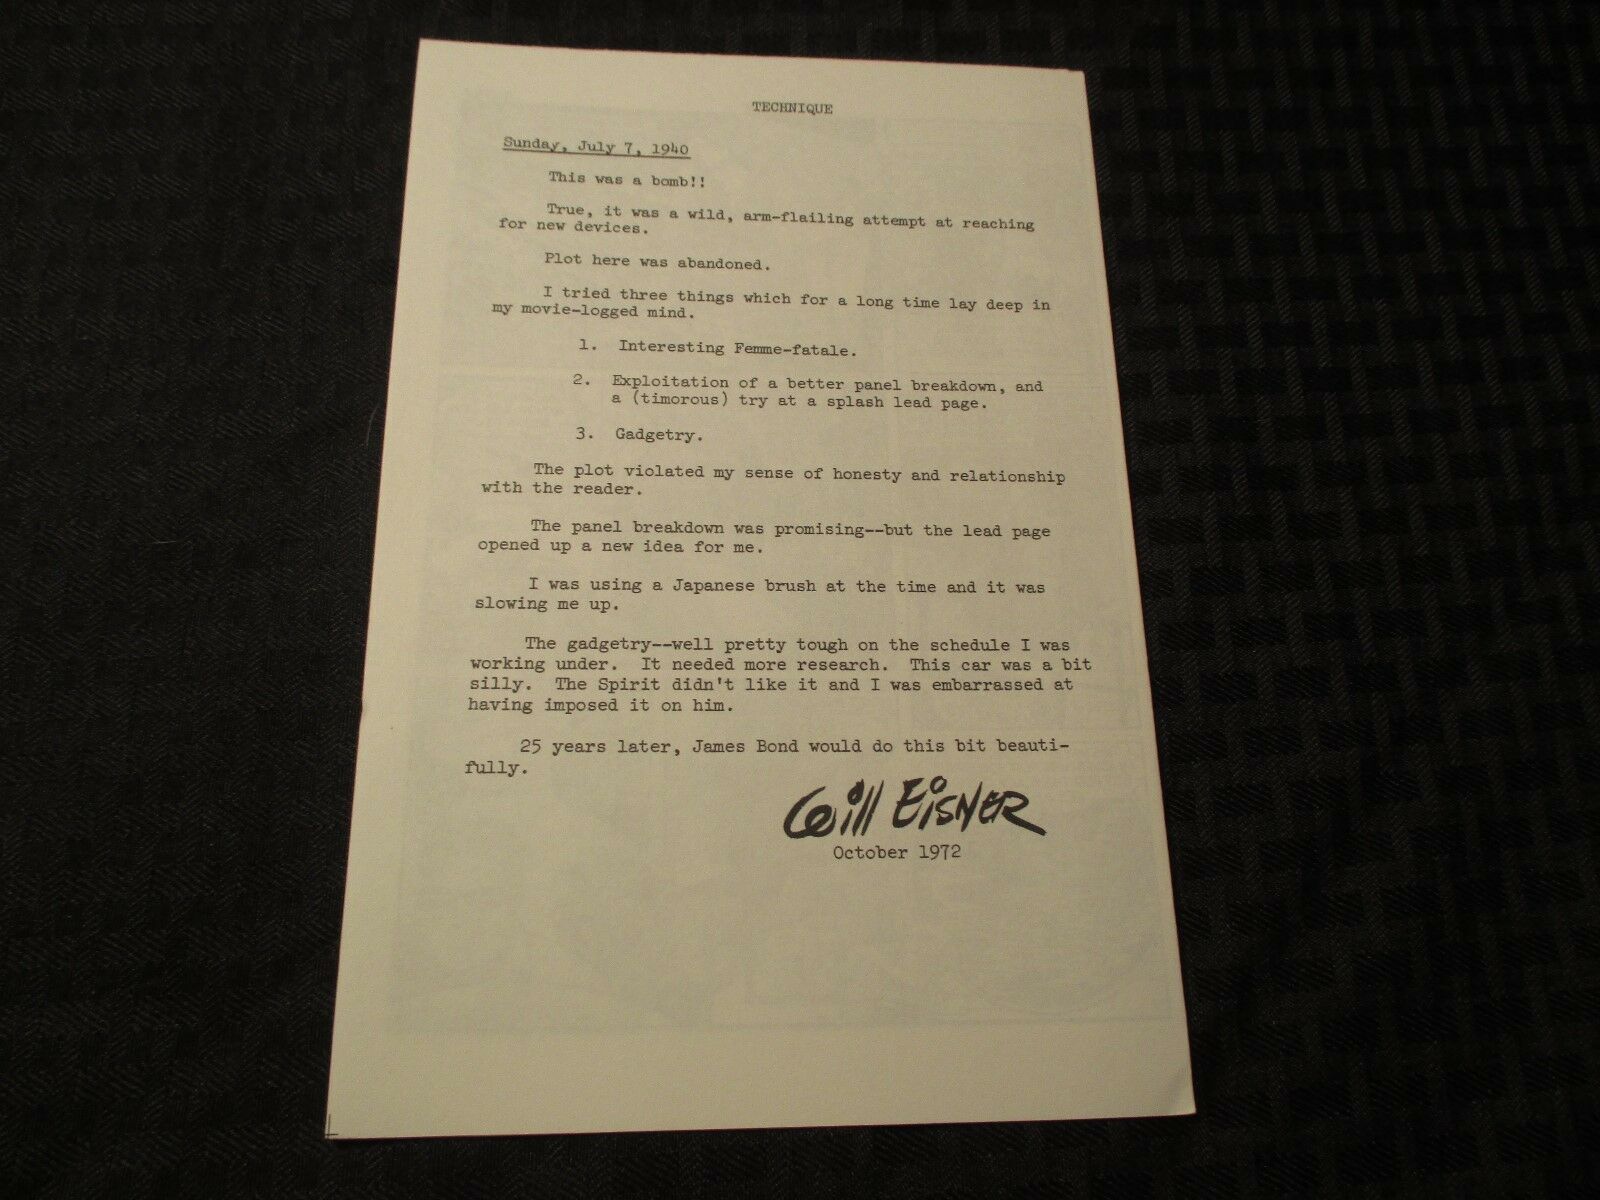 TECHNIQUE
Sunday, July 7, 1940
This was a bomb!!
True, it was a wild, arm-flailing attempt at reaching
for new devices.
Plot here was abandoned.
I tried three things which for a long time lay deep in
my movie-logged mind.
1. Interesting Femme-fatale.
2. Exploitation of a better panel breakdown, and
a (timorous) try at a splash lead page.
3. Gadgetry.
The plot violated my sense of honesty and relationship
with the reader.
The panel breakdown was promising--but the lead page
opened up a new idea for me.
I was using a Japanese brush at the time and it was
slowing me up.
The gadgetry--well pretty tough on the schedule I was
working under. It needed more research. This car was a bit
silly. The Spirit didn't like it and I was embarrassed at
having imposed it on him.
25 years later, James Bond would do this bit beauti-
fully.
Will Eisner
October 1972